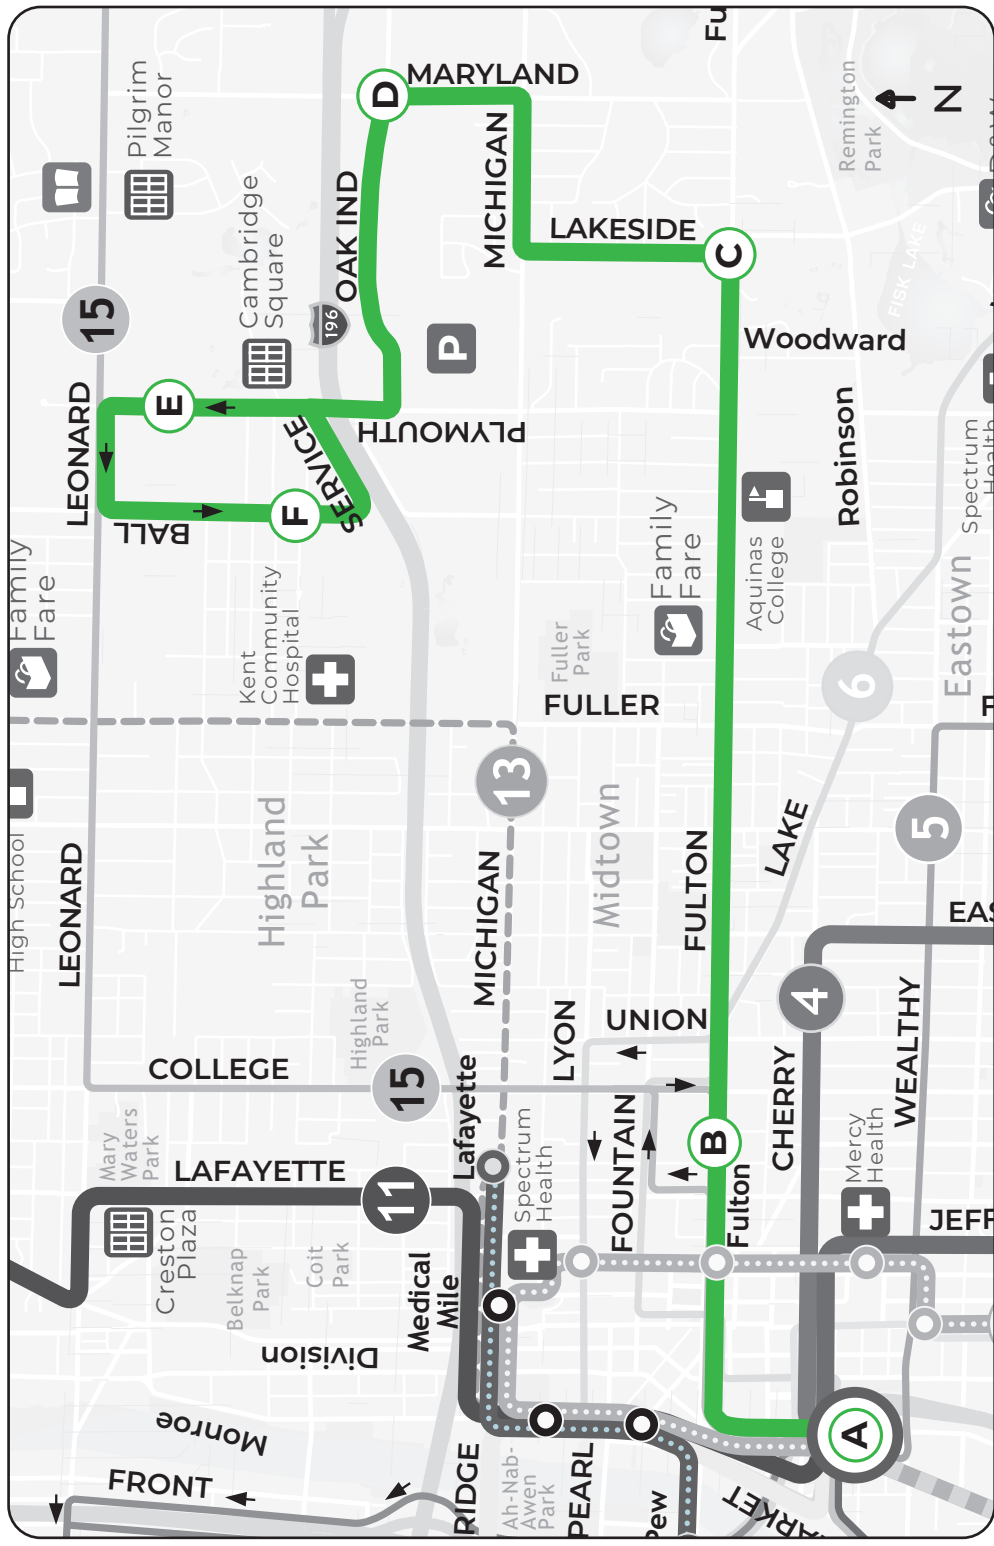 Fu
MARYLAND
D
Pilgrim
Manor
Remington
Park
N
MICHIGAN
OAK IND
LAKESIDE
Cambridge
Square
C
15
196
FISK LAKE
P
Woodward
E
LEONARD
PLYMOUTH
Robinson
Spectrum
Health
SERVICE
F
BALL
Family
Fare
Family
Fare
Aquinas
College
Kent
Community
Hospital
Fuller
Park
Eastown
6
FULLER
13
High School
LEONARD
Highland
Park
MICHIGAN
Midtown
FULTON
LAKE
5
EAS
4
Highland
Park
LYON
UNION
WEALTHY
COLLEGE
15
Lafayette
CHERRY
Mary
Waters
Park
FOUNTAIN
B
Mercy
Health
LAFAYETTE
11
Spectrum
Health
Fulton
JEFF
Creston
Plaza
Belknap
Park
Coit
Park
Medical
Mile
Division
Monroe
A
FRONT
RIDGE
Ah-Nab-
Awen
Park
PEARL
Pew
MARKET